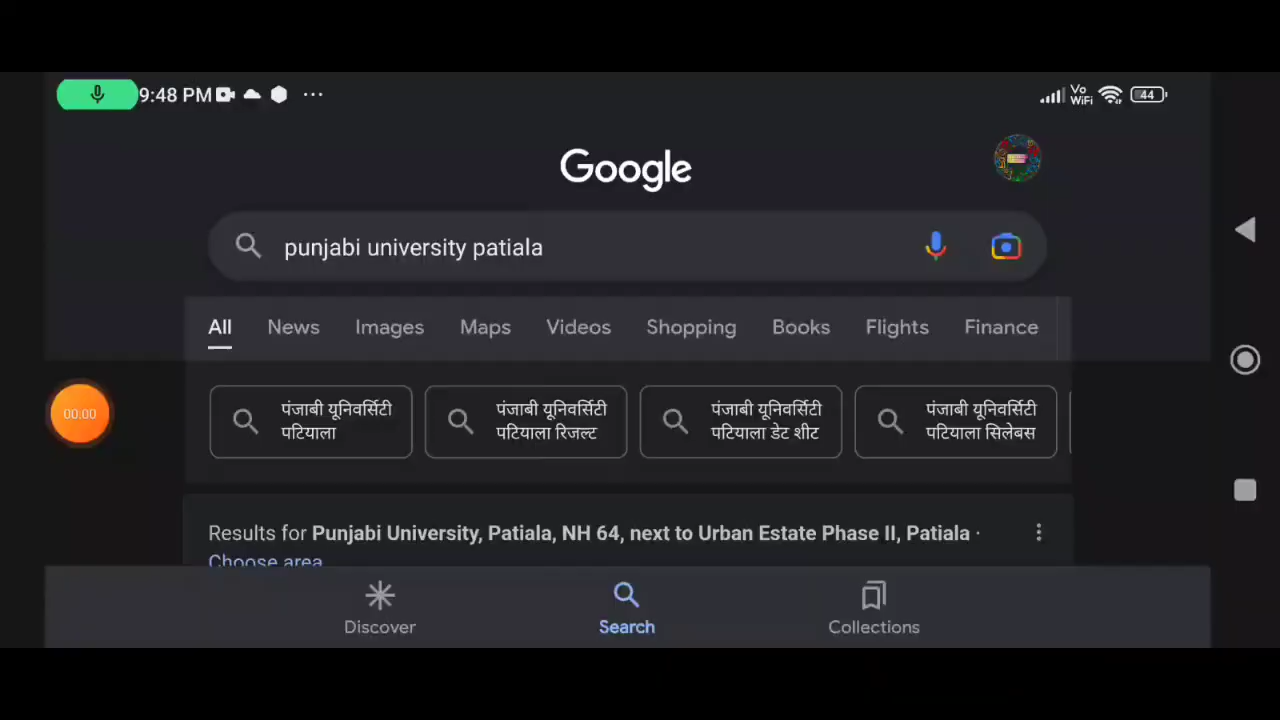 9:48 PM
Vo
WiFi
44
Google
punjabi university patiala
All News Images Maps Videos Shopping Books Flights Finance
पंजाबी यूनिवर्सिटी
पटियाला
पंजाबी यूनिवर्सिटी
पटियाला रिजल्ट
पंजाबी यूनिवर्सिटी
पटियाला डेट शीट
पंजाबी यूनिवर्सिटी
पटियाला सिलेबस
00:00
Results for Punjabi University, Patiala, NH 64, next to Urban Estate Phase II, Patiala ·
Choose area
Discover
Search
Collections